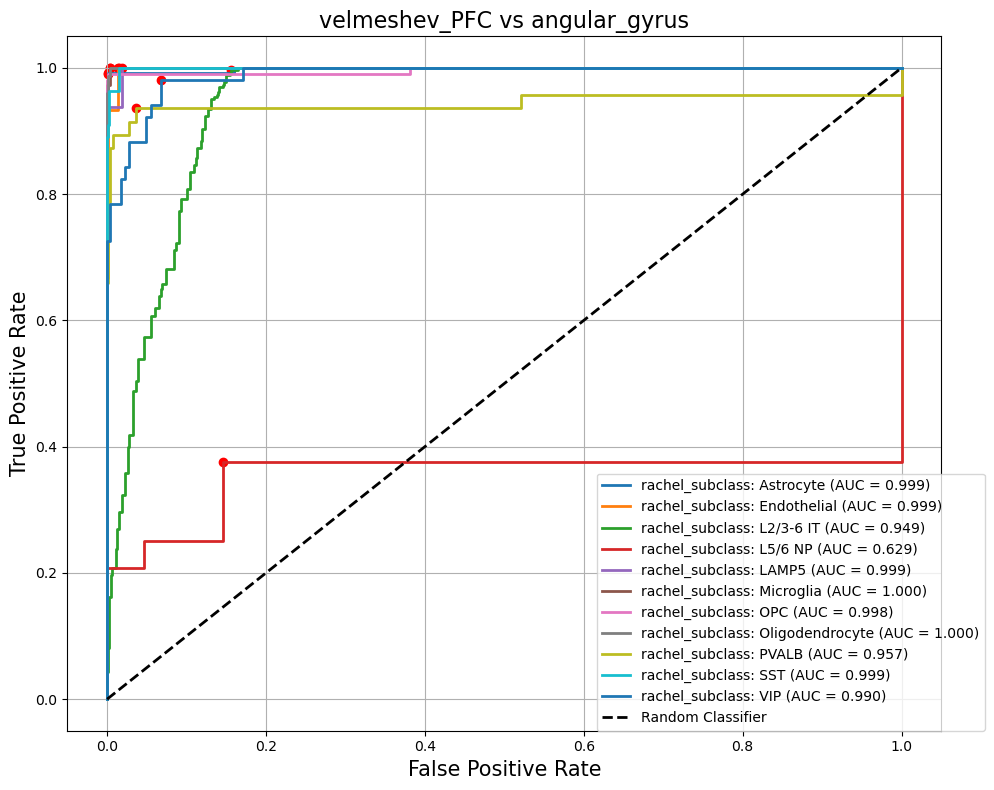 velmeshev_PFC vs angular_gyrus
True Positive Rate
1.0
0.8
0.6
0.4
0.2
0.0
rachel_subclass: Astrocyte (AUC = 0.999)
rachel_subclass: Endothelial (AUC = 0.999)
rachel_subclass: L2/3-6 IT (AUC = 0.949)
rachel_subclass: L5/6 NP (AUC = 0.629)
rachel_subclass: LAMP5 (AUC = 0.999)
rachel_subclass: Microglia (AUC = 1.000)
rachel_subclass: OPC (AUC = 0.998)
rachel_subclass: Oligodendrocyte (AUC = 1.000)
rachel_subclass: PVALB (AUC = 0.957)
rachel_subclass: SST (AUC = 0.999)
rachel_subclass: VIP (AUC = 0.990)
Random Classifier
0.0 0.2 0.4 0.6 0.8 1.0
False Positive Rate